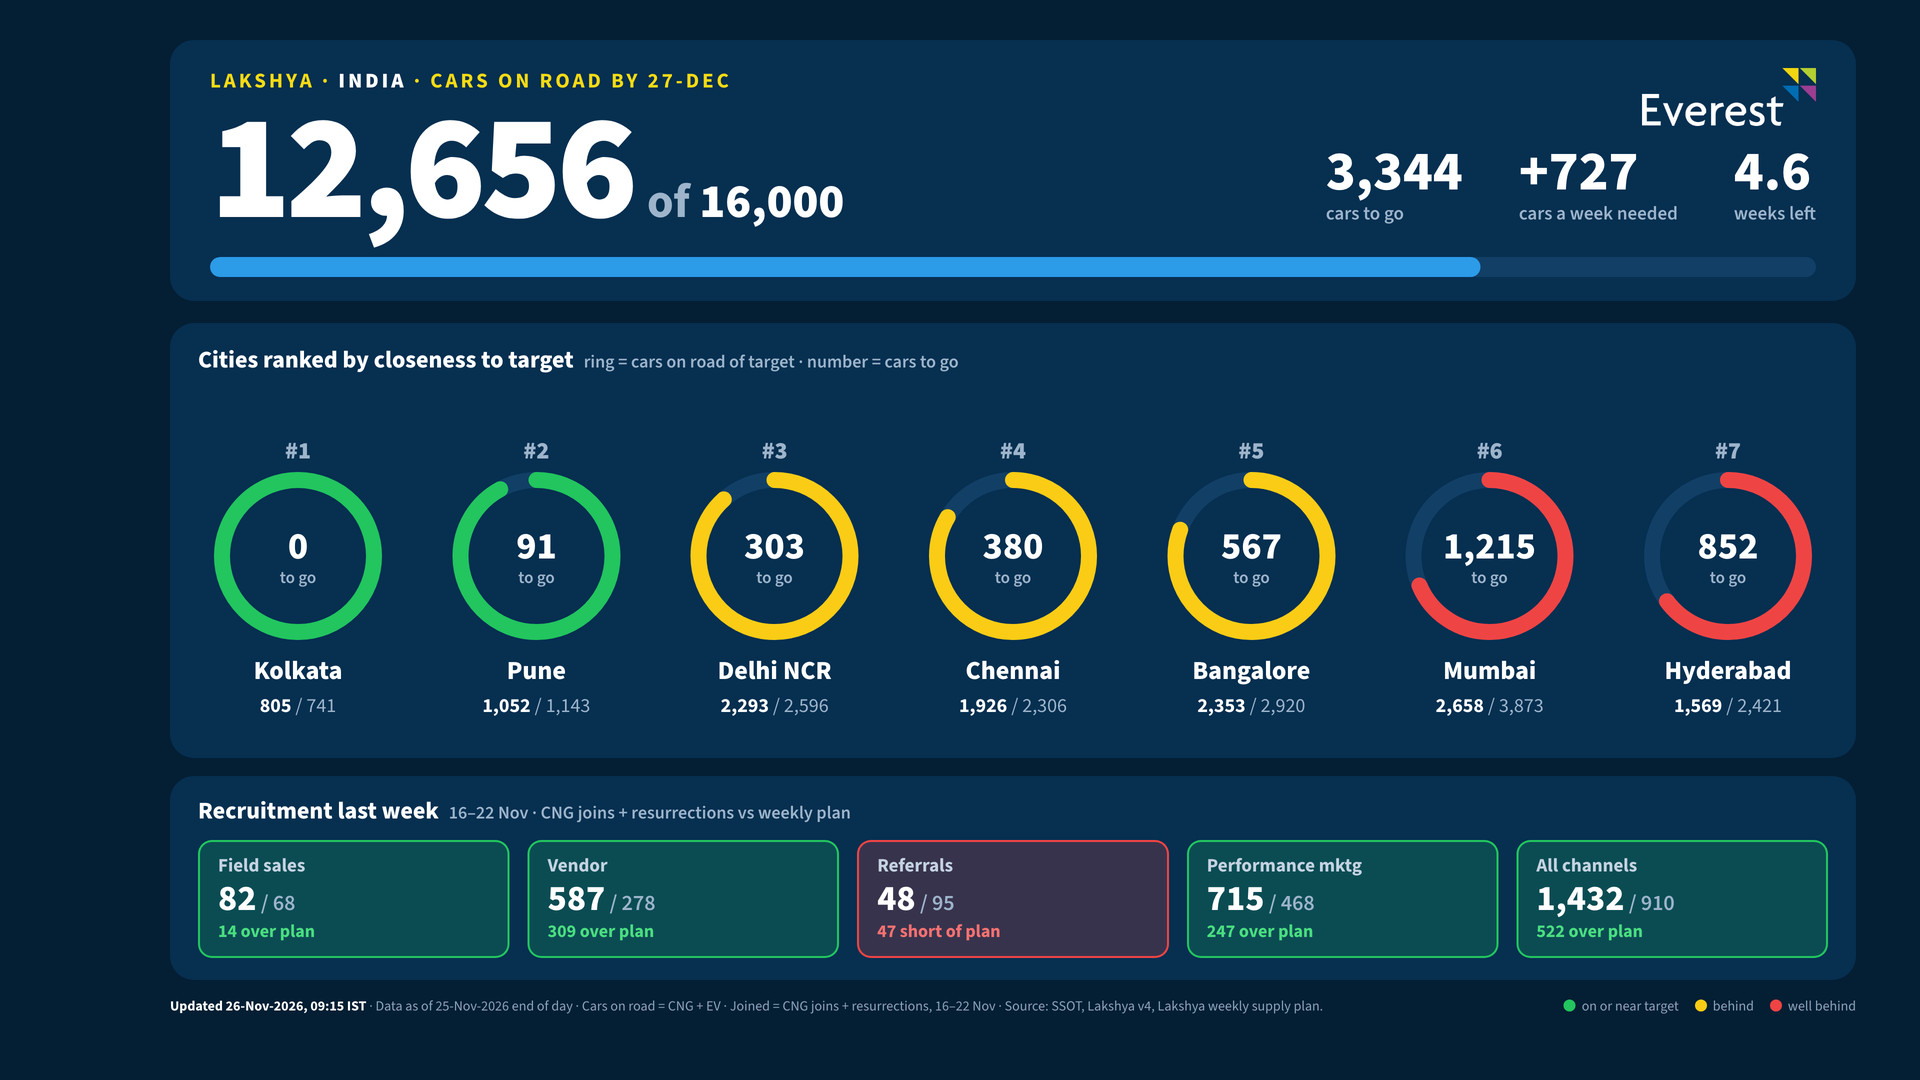 LAKSHYA · INDIA · CARS ON ROAD BY 27-DEC
Everest
12,656 of 16,000
3,344
cars to go
+727
cars a week needed
4.6
weeks left
Cities ranked by closeness to target ring = cars on road of target · number = cars to go
#1
0
to go
Kolkata
805 / 741
#2
91
to go
Pune
1,052 / 1,143
#3
303
to go
Delhi NCR
2,293 / 2,596
#4
380
to go
Chennai
1,926 / 2,306
#5
567
to go
Bangalore
2,353 / 2,920
#6
1,215
to go
Mumbai
2,658 / 3,873
#7
852
to go
Hyderabad
1,569 / 2,421
Recruitment last week 16–22 Nov · CNG joins + resurrections vs weekly plan
Field sales
82 / 68
14 over plan
Vendor
587 / 278
309 over plan
Referrals
48 / 95
47 short of plan
Performance mktg
715 / 468
247 over plan
All channels
1,432 / 910
522 over plan
Updated 26-Nov-2026, 09:15 IST · Data as of 25-Nov-2026 end of day · Cars on road = CNG + EV · Joined = CNG joins + resurrections, 16–22 Nov · Source: SSOT, Lakshya v4, Lakshya weekly supply plan.
on or near target
behind
well behind